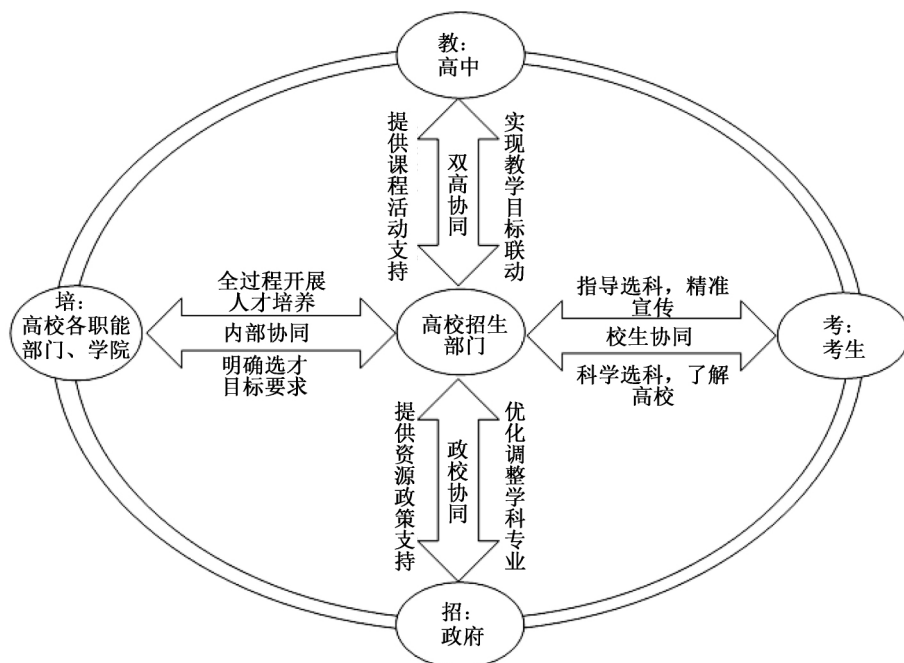 教：
高中
提供课程活动支持
双高协同
实现教学目标联动
培：
高校各职能
部门、学院
全过程开展
人才培养
内部协同
明确选才
目标要求
高校招生
部门
指导选科，精准
宣传
校生协同
科学选科，了解
高校
考：
考生
提供资源政策支持
政校协同
优化调整学科专业
招：
政府